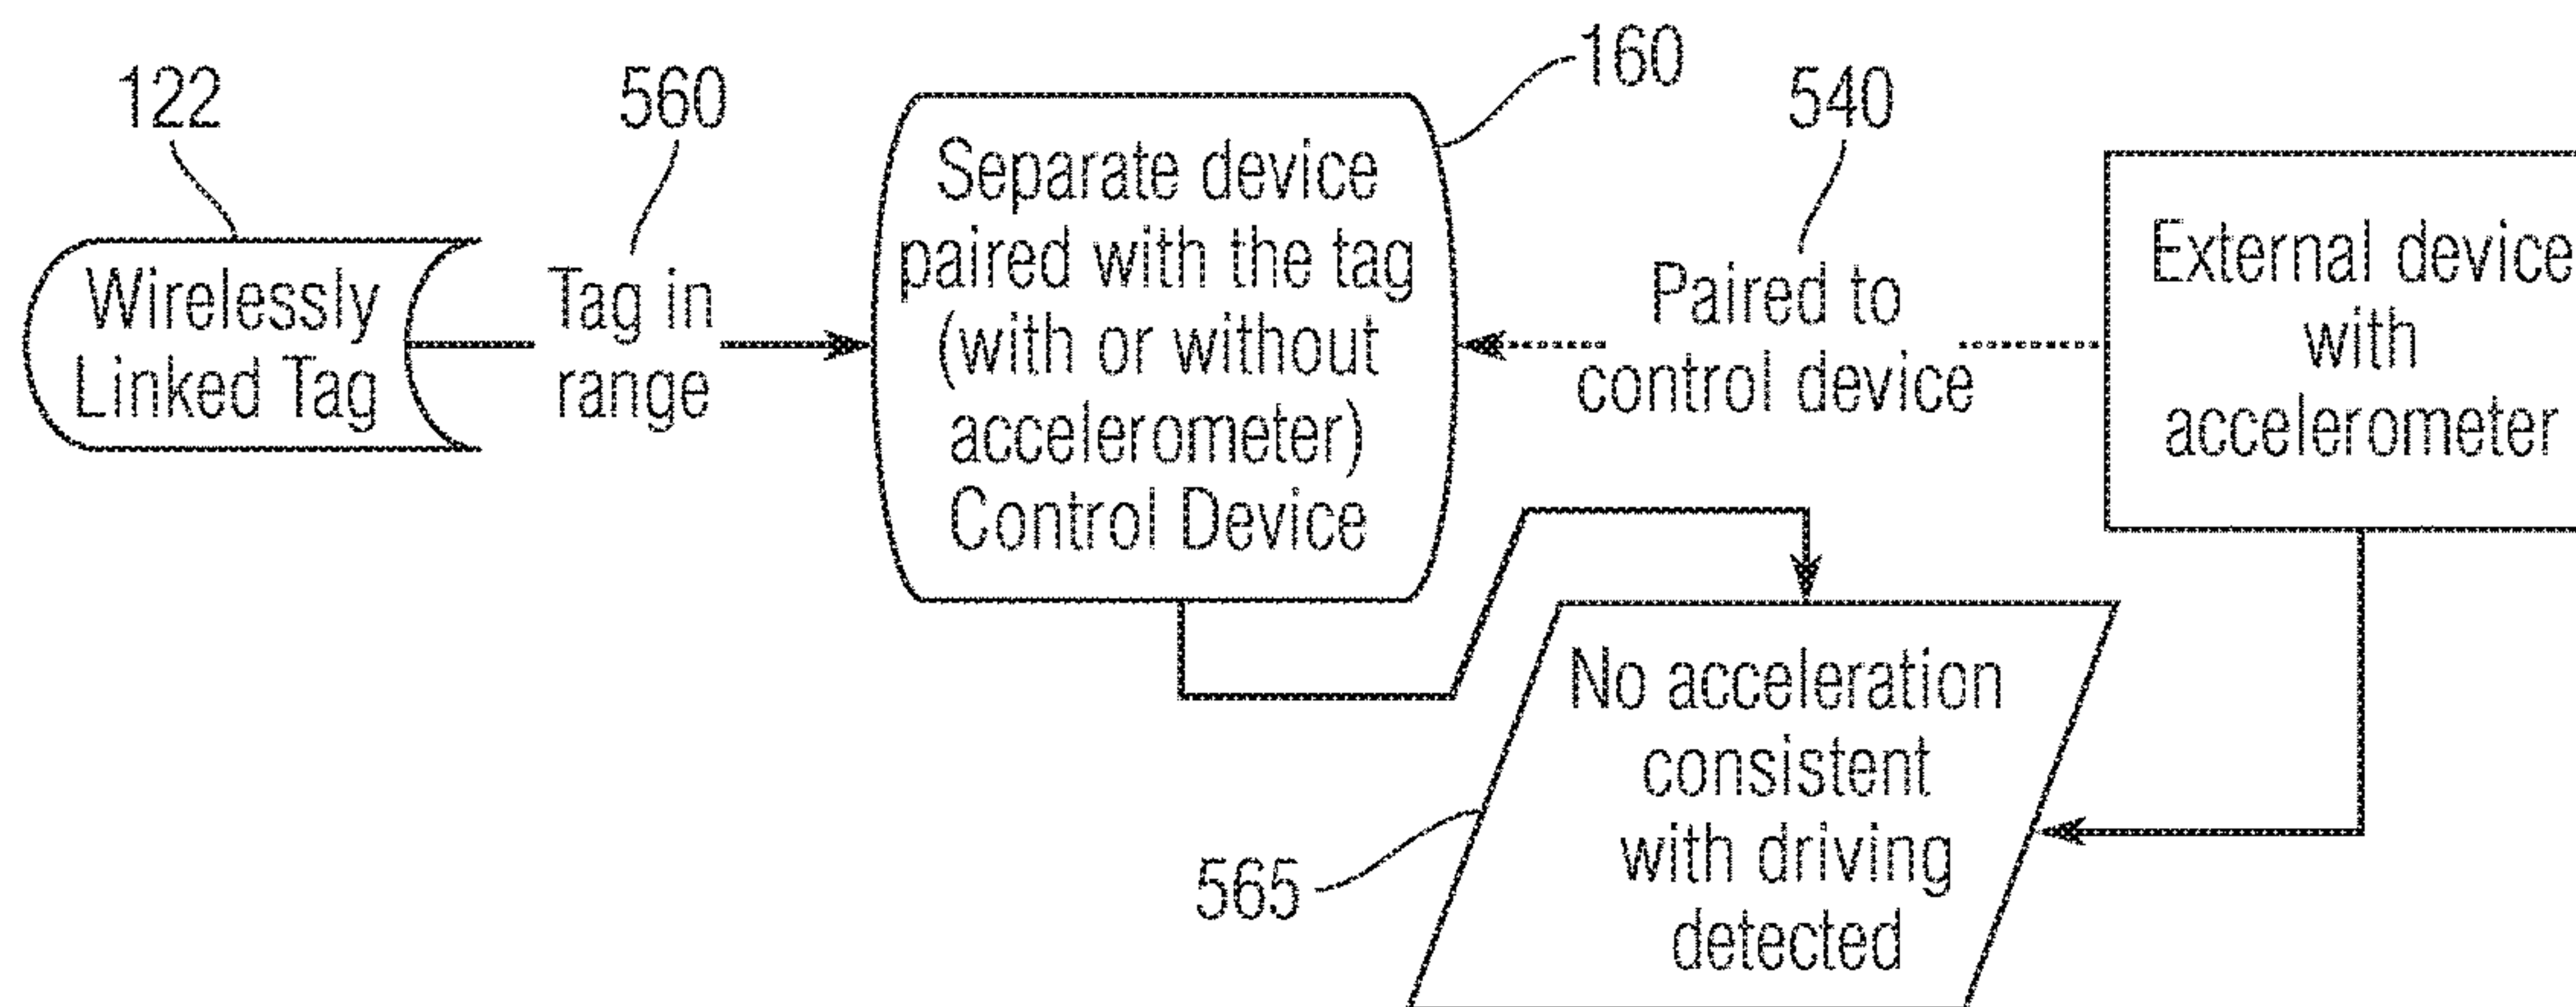 122
560
160
540
Wirelessly
Linked Tag
Tag in
range
Separate device
paired with the tag
(with or without
accelerometer)
Control Device
Paired to
control device
External device
with
accelerometer
No acceleration
consistent
with driving
detected
565